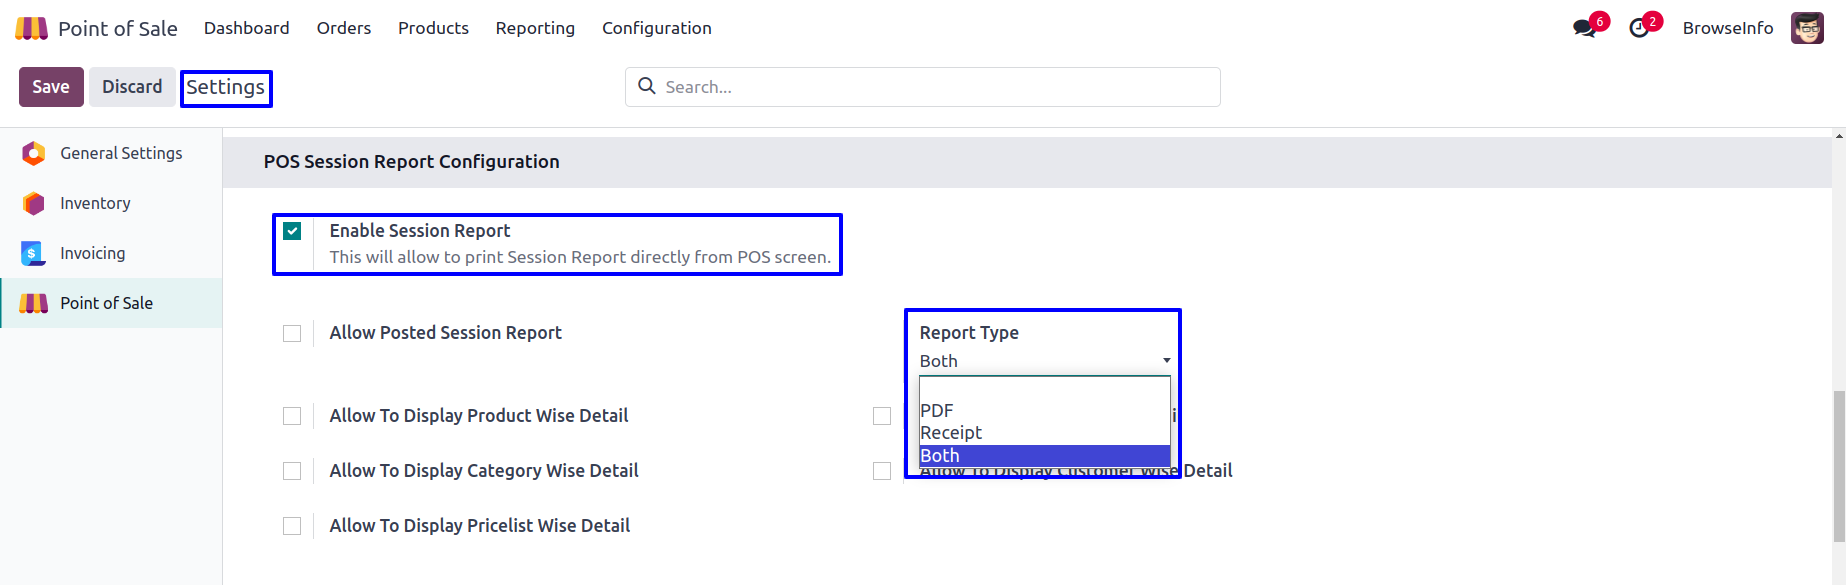 Point of Sale Dashboard Orders Products Reporting Configuration 6 2 BrowseInfo
Save Discard Settings Search...
General Settings
Inventory
Invoicing
Point of Sale
POS Session Report Configuration
Enable Session Report
This will allow to print Session Report directly from POS screen.
Allow Posted Session Report
Report Type
Both
PDF
Receipt
Both
Allow To Display Product Wise Detail
Allow To Display Category Wise Detail
Allow To Display Customer Wise Detail
Allow To Display Pricelist Wise Detail